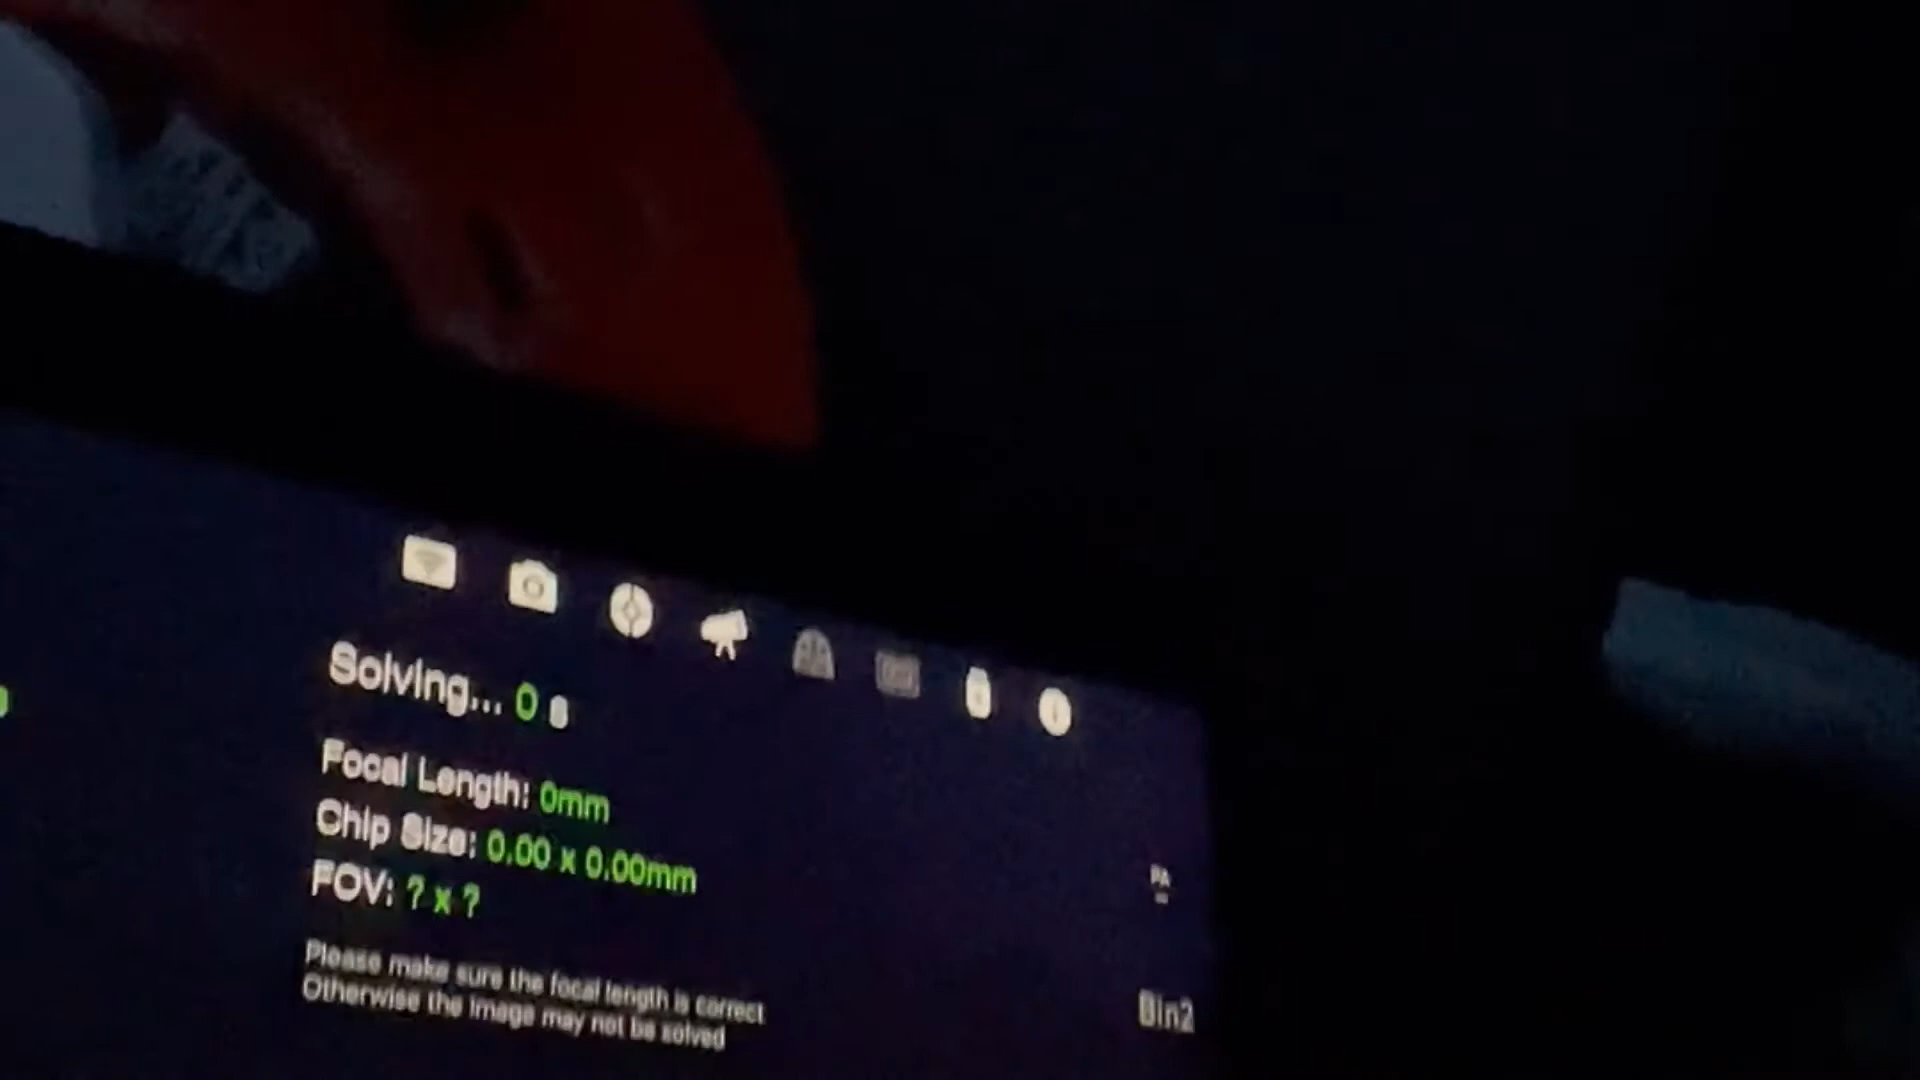 Solving... 0 s
Focal Length: 0mm
Chip Size: 0.00 x 0.00mm
FOV: ? x ?
Please make sure the focal length is correct
Otherwise the image may not be solved
PA
Bin2